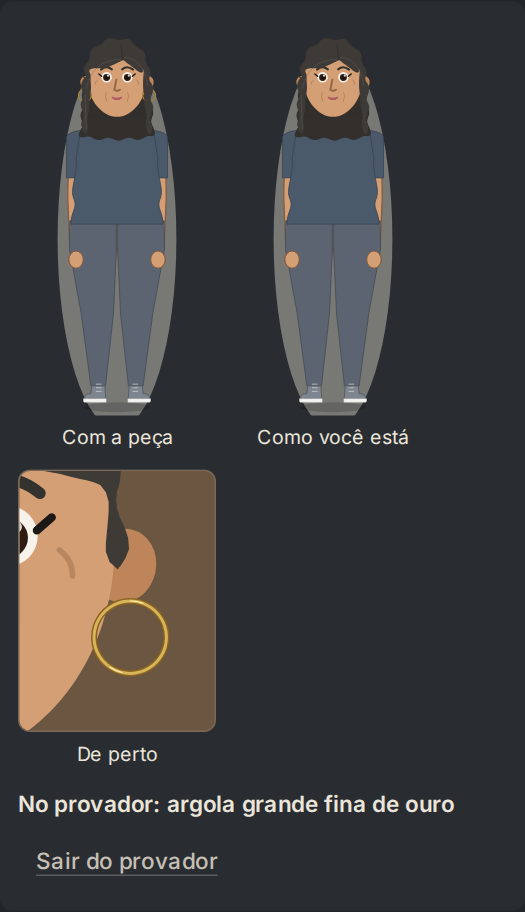 Com a peça
Como você está
De perto
No provador: argola grande fina de ouro
Sair do provador